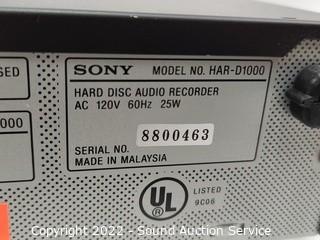 SED
000
SONY MODEL NO. HAR-D1000
HARD DISC AUDIO RECORDER
AC 120V 60Hz 25W
8800463
SERIAL NO.
MADE IN MALAYSIA
UL
LISTED
9C06
Copyright 2022 - Sound Auction Service